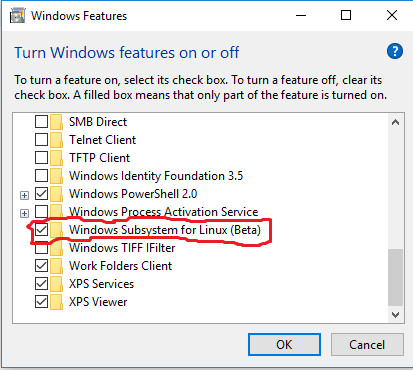 Windows Features
Turn Windows features on or off
?
To turn a feature on, select its check box. To turn a feature off, clear its
check box. A filled box means that only part of the feature is turned on.
SMB Direct
Telnet Client
TFTP Client
Windows Identity Foundation 3.5
Windows PowerShell 2.0
Windows Process Activation Service
Windows Subsystem for Linux (Beta)
Windows TIFF IFilter
Work Folders Client
XPS Services
XPS Viewer
OK
Cancel